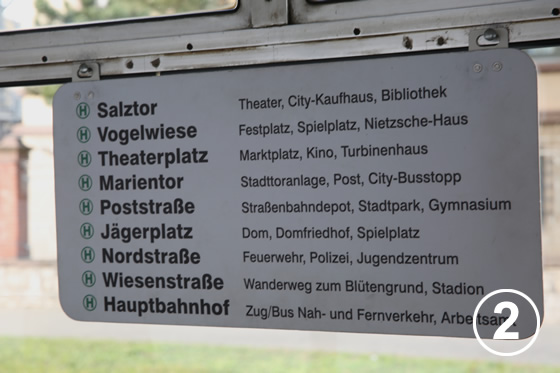 H Salztor Theater, City-Kaufhaus, Bibliothek
H Vogelwiese Festplatz, Spielplatz, Nietzsche-Haus
H Theaterplatz Marktplatz, Kino, Turbinenhaus
H Marientor Stadttoranlage, Post, City-Busstopp
H Poststraße Straßenbahndepot, Stadtpark, Gymnasium
H Jägerplatz Dom, Domfriedhof, Spielplatz
H Nordstraße Feuerwehr, Polizei, Jugendzentrum
H Wiesenstraße Wanderweg zum Blütengrund, Stadion
H Hauptbahnhof Zug/Bus Nah- und Fernverkehr, Arbeitsamt
2